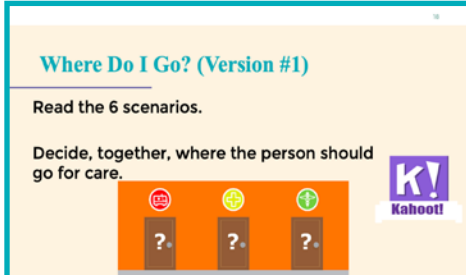 18
Where Do I Go? (Version #1)
Read the 6 scenarios.
Decide, together, where the person should
go for care.
K!
Kahoot!
? ? ?